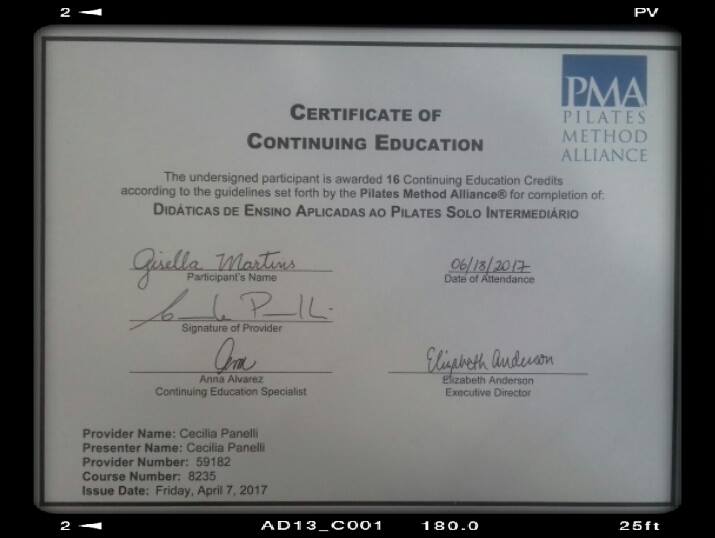 2 PV
PMA
PILATES
METHOD
ALLIANCE
CERTIFICATE OF
CONTINUING EDUCATION
The undersigned participant is awarded 16 Continuing Education Credits
according to the guidelines set forth by the Pilates Method Alliance® for completion of:
DIDÁTICAS DE ENSINO APLICADAS AO PILATES SOLO INTERMEDIÁRIO
Gisella Martins 06/18/2017
Participant's Name Date of Attendance
Signature of Provider
Elizabeth Anderson
Anna Alvarez Elizabeth Anderson
Continuing Education Specialist Executive Director
Provider Name: Cecilia Panelli
Presenter Name: Cecilia Panelli
Provider Number: 59182
Course Number: 8235
Issue Date: Friday, April 7, 2017
2 AD13_C001 180.0 25ft